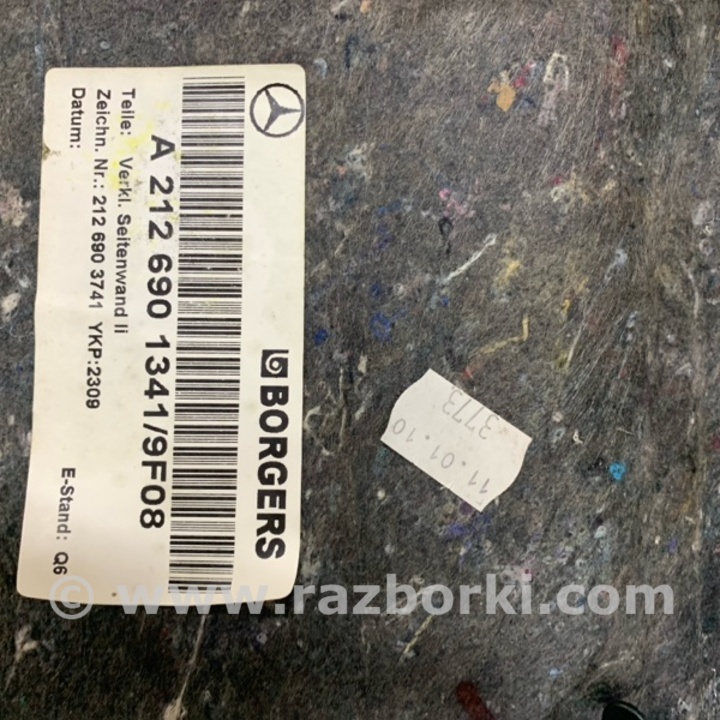 BORGERS
A 212 690 1341/9F08
Teile: Verkl. Seitenwand li
Zeichn. Nr.: 212 690 3741 YKP:2309
Datum:
E-Stand: Q6
3773
11.01.10
© www.razborki.com